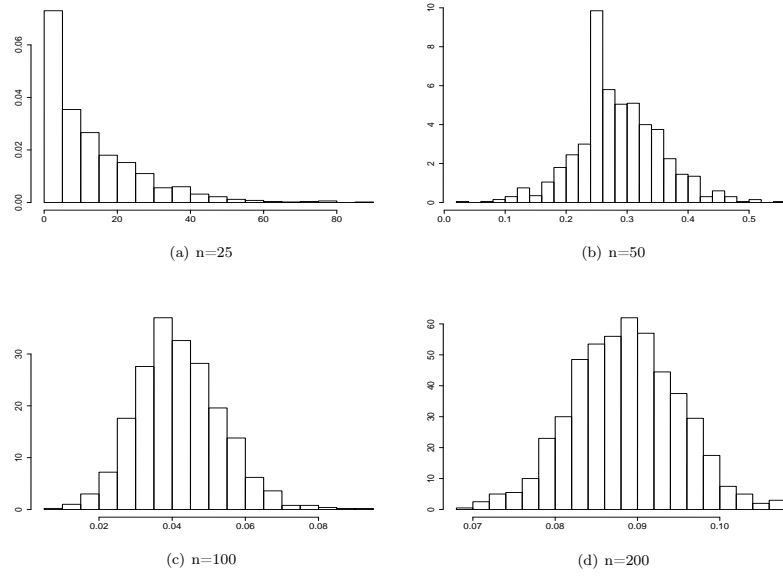 0.00 0.02 0.04 0.06
0 20 40 60 80
(a) n=25
0 2 4 6 8 10
0.0 0.1 0.2 0.3 0.4 0.5
(b) n=50
0 10 20 30
0.02 0.04 0.06 0.08
(c) n=100
0 10 20 30 40 50 60
0.07 0.08 0.09 0.10
(d) n=200